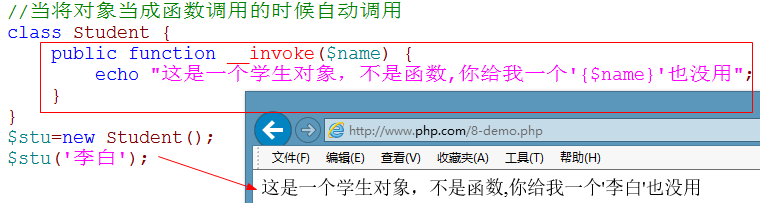 //当将对象当成函数调用的时候自动调用
class Student {
public function __invoke($name) {
echo "这是一个学生对象，不是函数,你给我一个'{$name}'也没用";
}
}
$stu=new Student();
$stu('李白');
http://www.php.com/8-demo.php
文件(F) 编辑(E) 查看(V) 收藏夹(A) 工具(T) 帮助(H)
这是一个学生对象，不是函数,你给我一个'李白'也没用